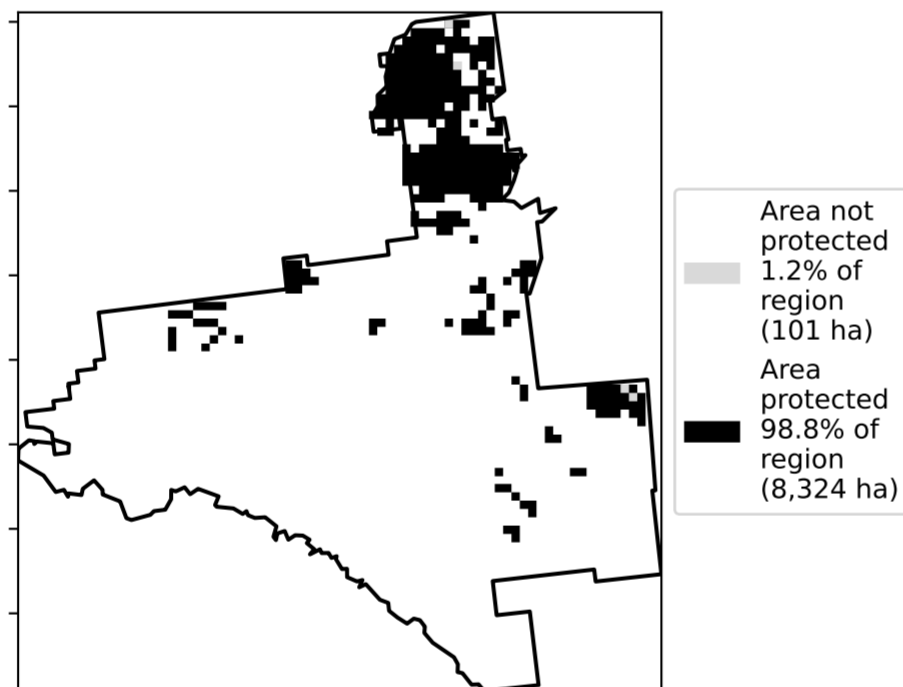 Area not
protected
1.2% of
region
(101 ha)
Area
protected
98.8% of
region
(8,324 ha)